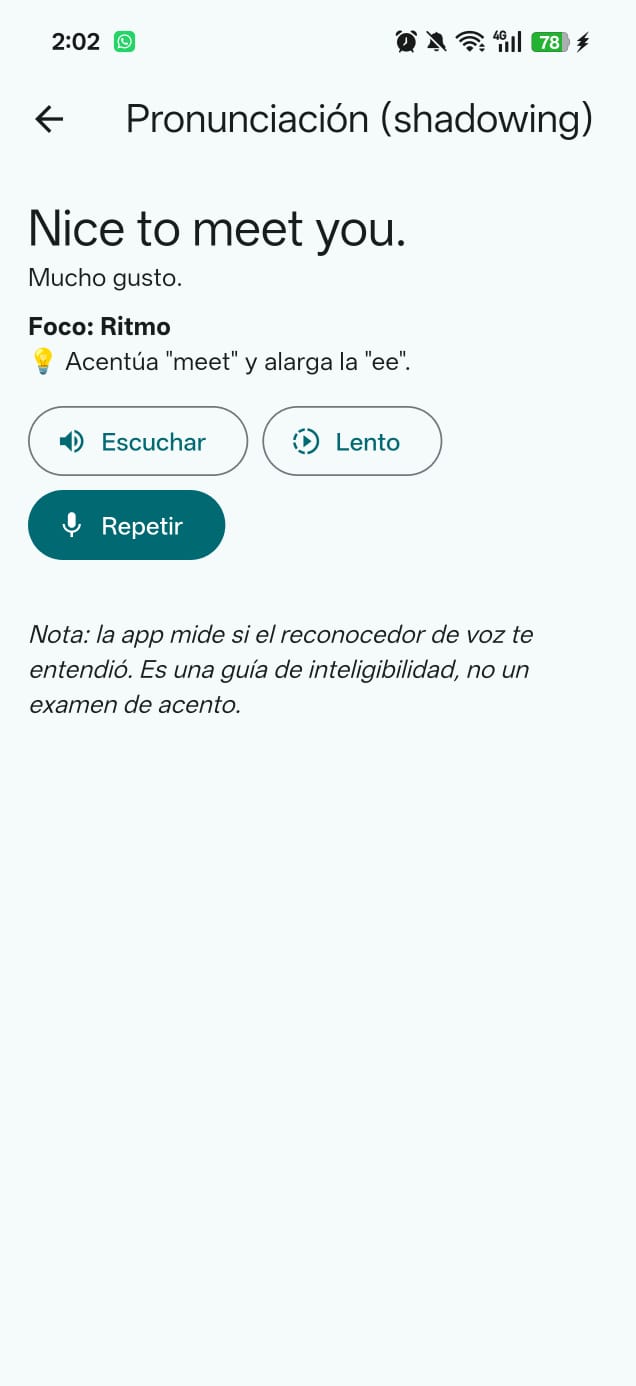 2:02
4G
78
Pronunciación (shadowing)
Nice to meet you.
Mucho gusto.
Foco: Ritmo
💡 Acentúa "meet" y alarga la "ee".
Escuchar
Lento
Repetir
Nota: la app mide si el reconocedor de voz te
entendió. Es una guía de inteligibilidad, no un
examen de acento.